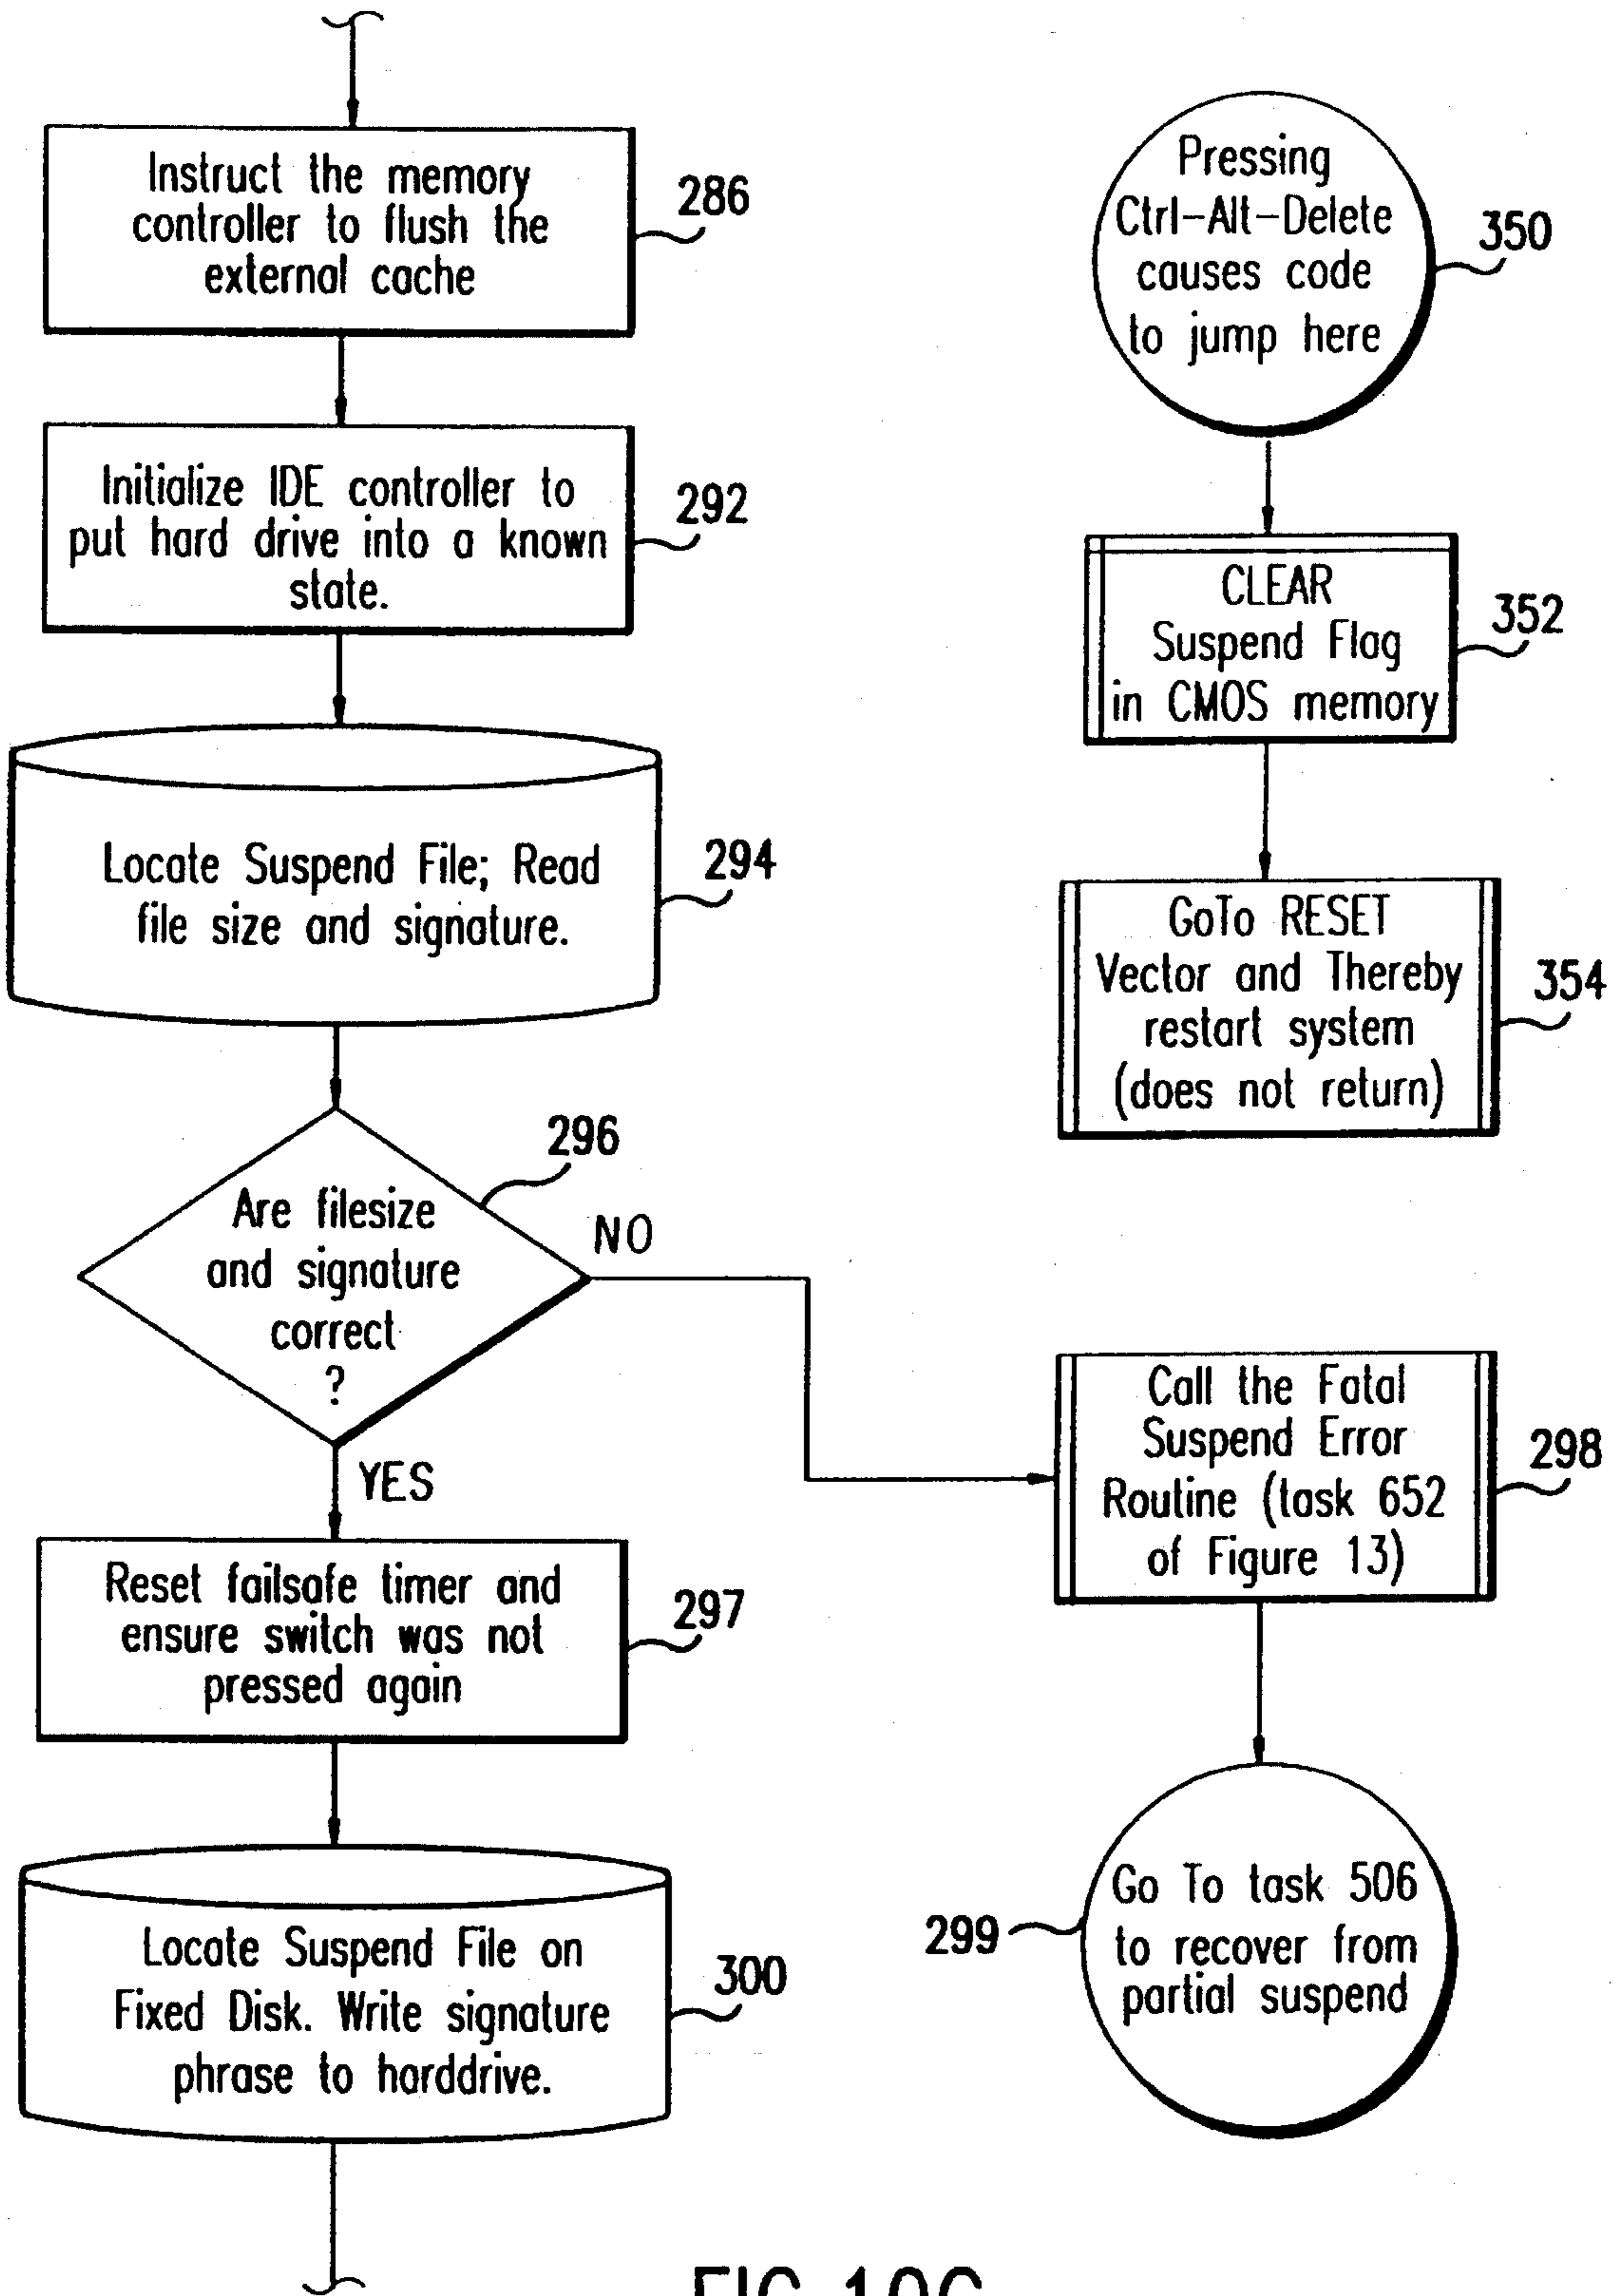 Instruct the memory
controller to flush the
external cache
286
Initialize IDE controller to
put hard drive into a known
state.
292
Locate Suspend File; Read
file size and signature.
294
296
Are filesize
and signature
correct
?
NO
YES
Reset failsafe timer and
ensure switch was not
pressed again
297
Locate Suspend File on
Fixed Disk. Write signature
phrase to harddrive.
300
Pressing
Ctrl-Alt-Delete
causes code
to jump here
350
CLEAR
Suspend Flag
in CMOS memory
352
GoTo RESET
Vector and Thereby
restart system
(does not return)
354
Call the Fatal
Suspend Error
Routine (task 652
of Figure 13)
298
Go To task 506
to recover from
partial suspend
299
FIG. 10C